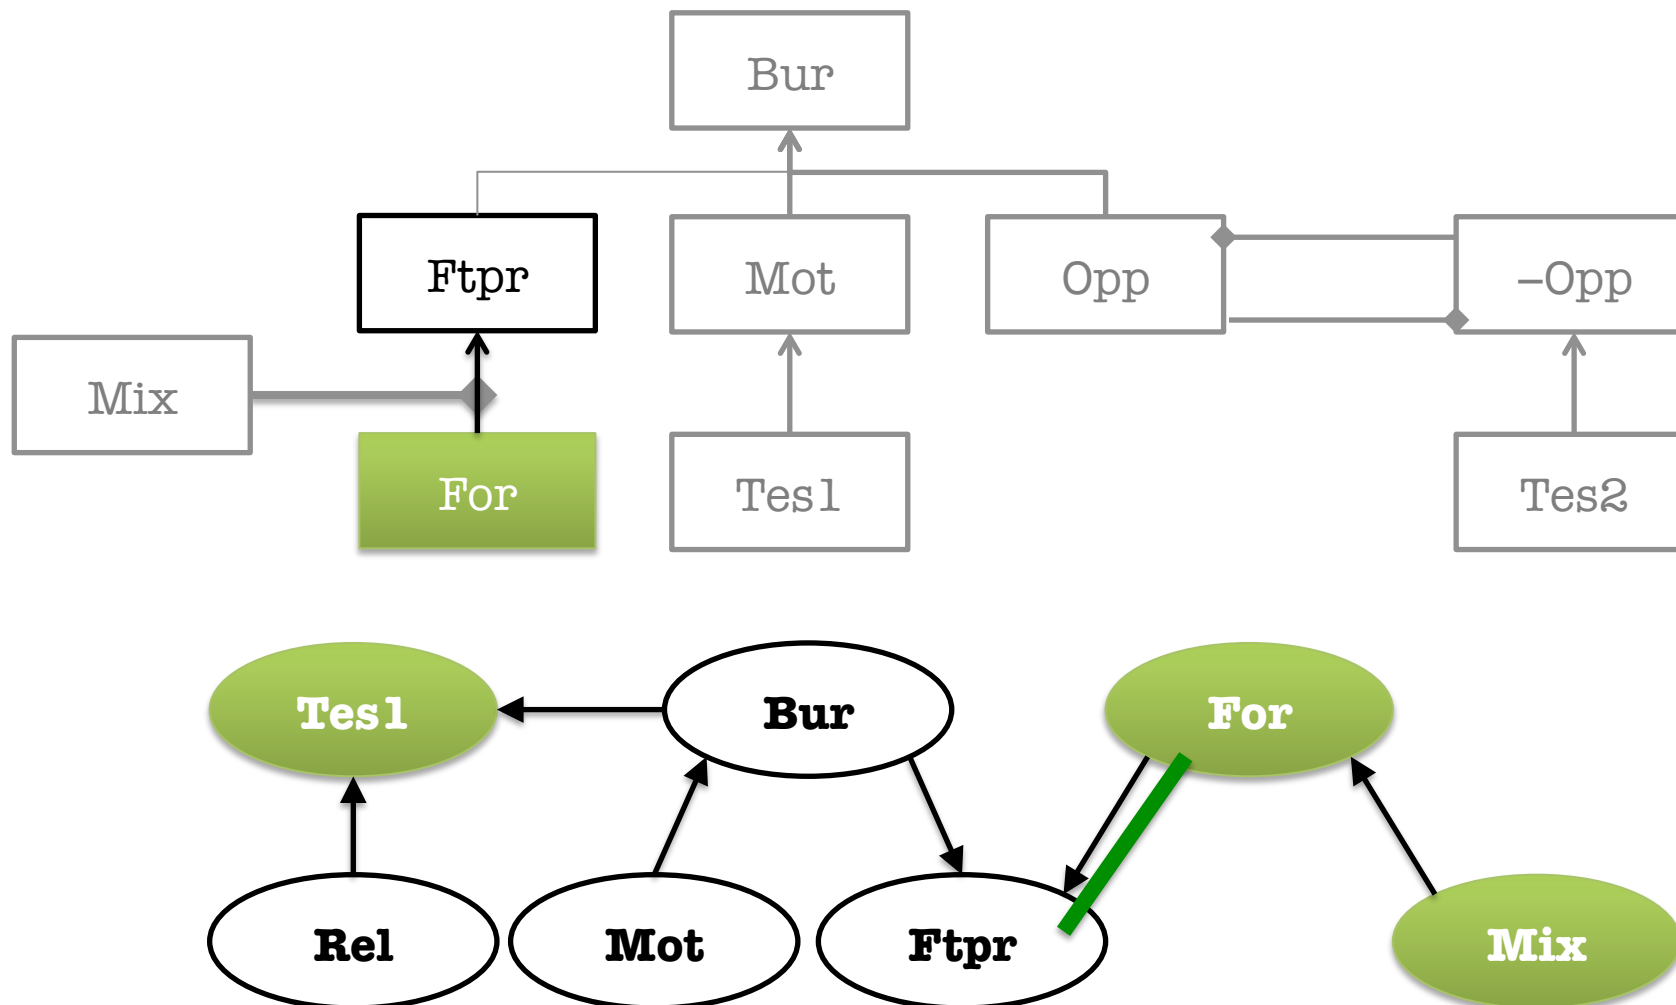 Bur
Ftpr
Mot
Opp
–Opp
Mix
For
Tes1
Tes2
Tes1
Bur
For
Rel
Mot
Ftpr
Mix